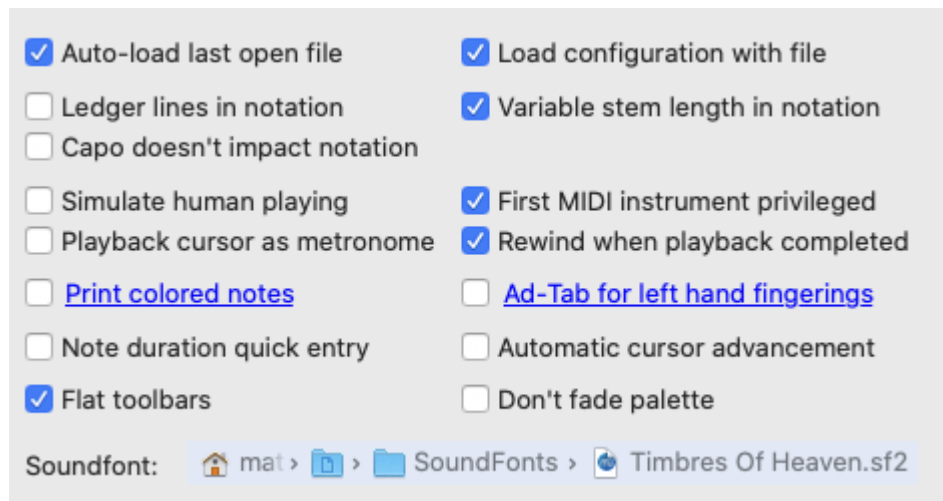 Auto-load last open file Load configuration with file
Ledger lines in notation Variable stem length in notation
Capo doesn't impact notation
Simulate human playing First MIDI instrument privileged
Playback cursor as metronome Rewind when playback completed
Print colored notes Ad-Tab for left hand fingerings
Note duration quick entry Automatic cursor advancement
Flat toolbars Don't fade palette
Soundfont: mat › › SoundFonts › Timbres Of Heaven.sf2